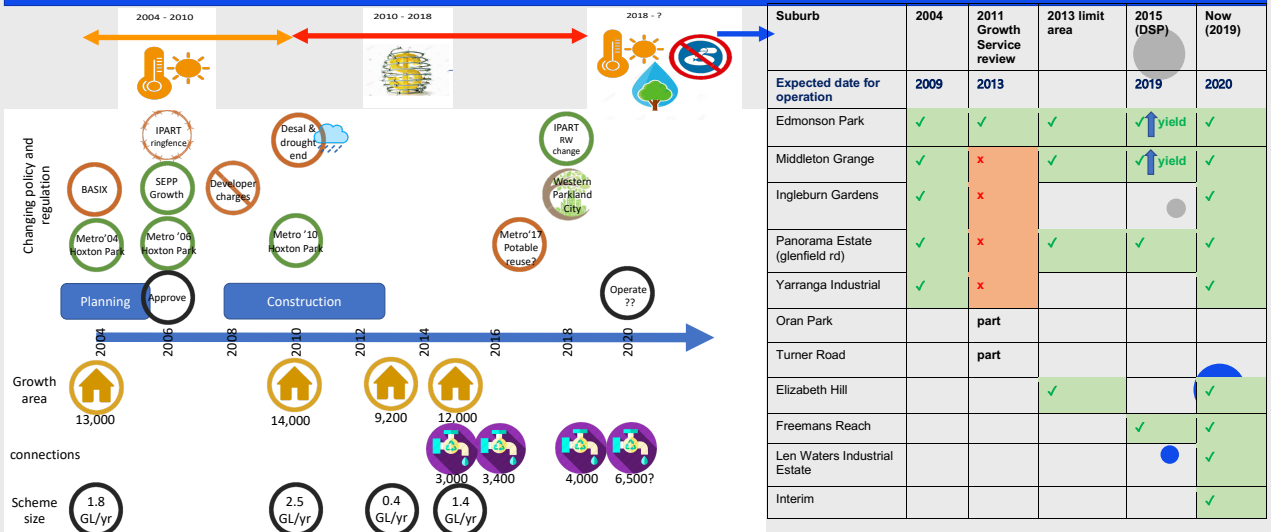 2004 - 2010
2010 - 2018
2018 - ?
Changing policy and
regulation
IPART
ringfence
Desal &
drought
end
IPART
RW
change
BASIX
SEPP
Growth
Developer
charges
Western
Parkland
City
Metro'04
Hoxton Park
Metro '06
Hoxton Park
Metro '10
Hoxton Park
Metro'17
Potable
reuse?
Planning
Approve
Construction
Operate
??
2004
2006
2008
2010
2012
2014
2016
2018
2020
Growth
area
13,000
14,000
9,200
12,000
connections
3,000
3,400
4,000
6,500?
Scheme
size
1.8
GL/yr
2.5
GL/yr
0.4
GL/yr
1.4
GL/yr
Suburb
2004
2011
Growth
Service
review
2013 limit
area
2015
(DSP)
Now
(2019)
Expected date for
operation
2009
2013
2019
2020
Edmonson Park ✓ ✓ ✓ ✓ yield ✓
Middleton Grange ✓ x ✓ ✓ yield ✓
Ingleburn Gardens ✓ x ✓
Panorama Estate
(glenfield rd) ✓ x ✓ ✓ ✓
Yarranga Industrial ✓ x ✓
Oran Park part
Turner Road part
Elizabeth Hill ✓ ✓
Freemans Reach ✓ ✓
Len Waters Industrial
Estate ✓
Interim ✓